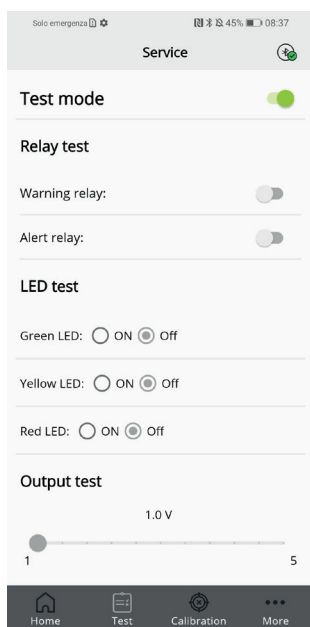 Solo emergenza 45% 08:37
Service
Test mode
Relay test
Warning relay:
Alert relay:
LED test
Green LED: ON Off
Yellow LED: ON Off
Red LED: ON Off
Output test
1.0 V
1 5
Home Test Calibration More